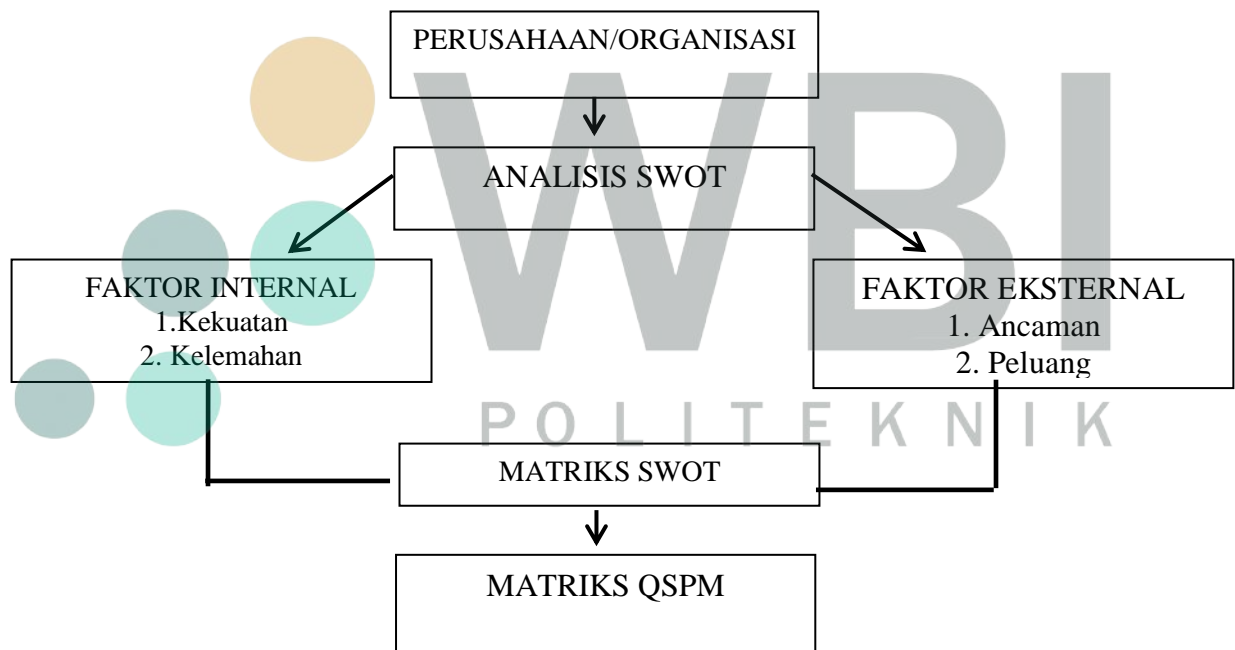 PERUSAHAAN/ORGANISASI
ANALISIS SWOT
FAKTOR INTERNAL
1.Kekuatan
2. Kelemahan
FAKTOR EKSTERNAL
1. Ancaman
2. Peluang
WBI
POLITEKNIK
MATRIKS SWOT
MATRIKS QSPM